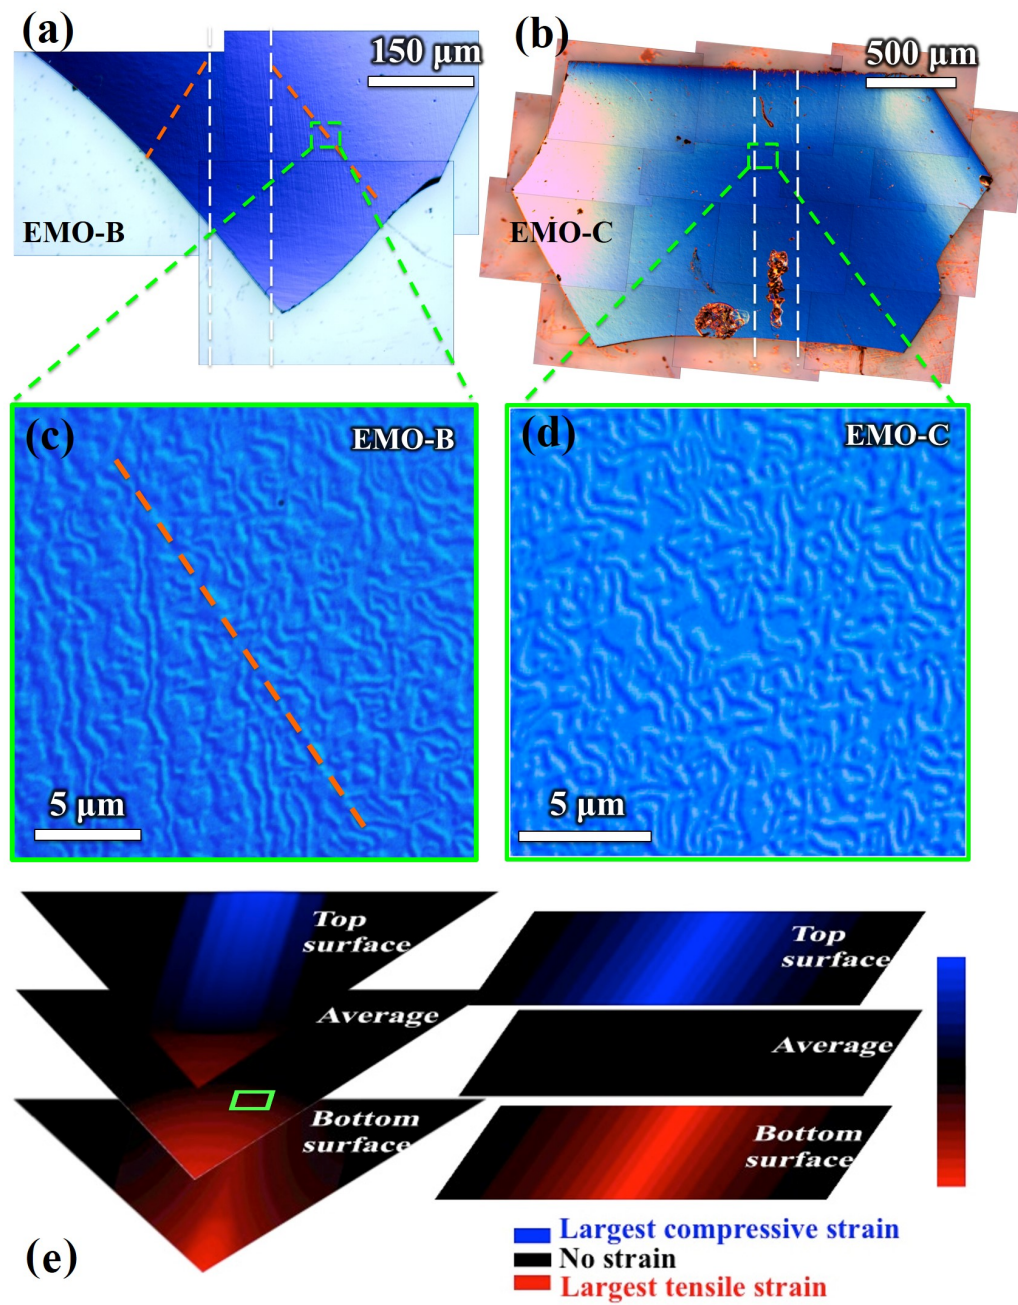 (a)
150 µm
EMO-B
(b)
500 µm
EMO-C
(c)
EMO-B
5 µm
(d)
EMO-C
5 µm
Top
surface
Average
Bottom
surface
Top
surface
Average
Bottom
surface
(e)
Largest compressive strain
No strain
Largest tensile strain